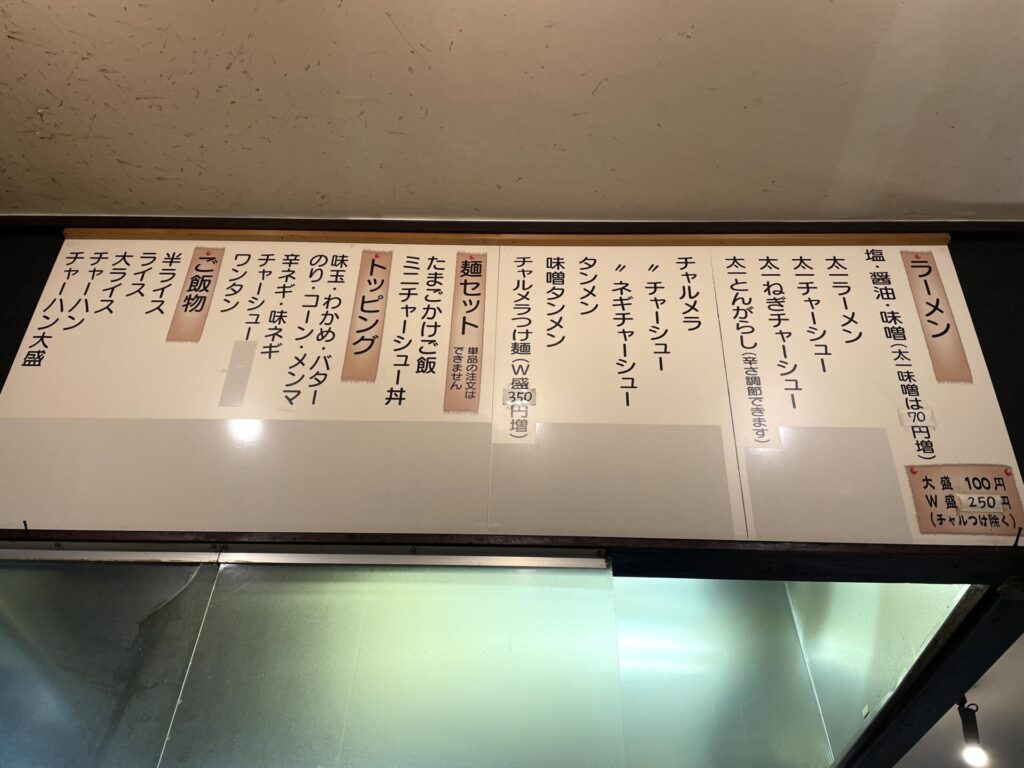 ラーメン
塩・醤油・味噌(太一味噌は70円増)
太一ラーメン
太一チャーシュー
太一ねぎチャーシュー
太一とんがらし(辛さ調節できます)
大盛 100円
W盛 250円
(チャルつけ除く)
チャルメラ
〃 チャーシュー
〃 ネギチャーシュー
タンメン
味噌タンメン
チャルメラつけ麺(W盛350円増)
麺セット
単品の注文は
できません
たまごかけご飯
ミニチャーシュー丼
トッピング
味玉・わかめ・バター
のり・コーン・メンマ
辛ネギ・味ネギ
チャーシュー
ワンタン
ご飯物
半ライス
ライス
大ライス
チャーハン
チャーハン大盛